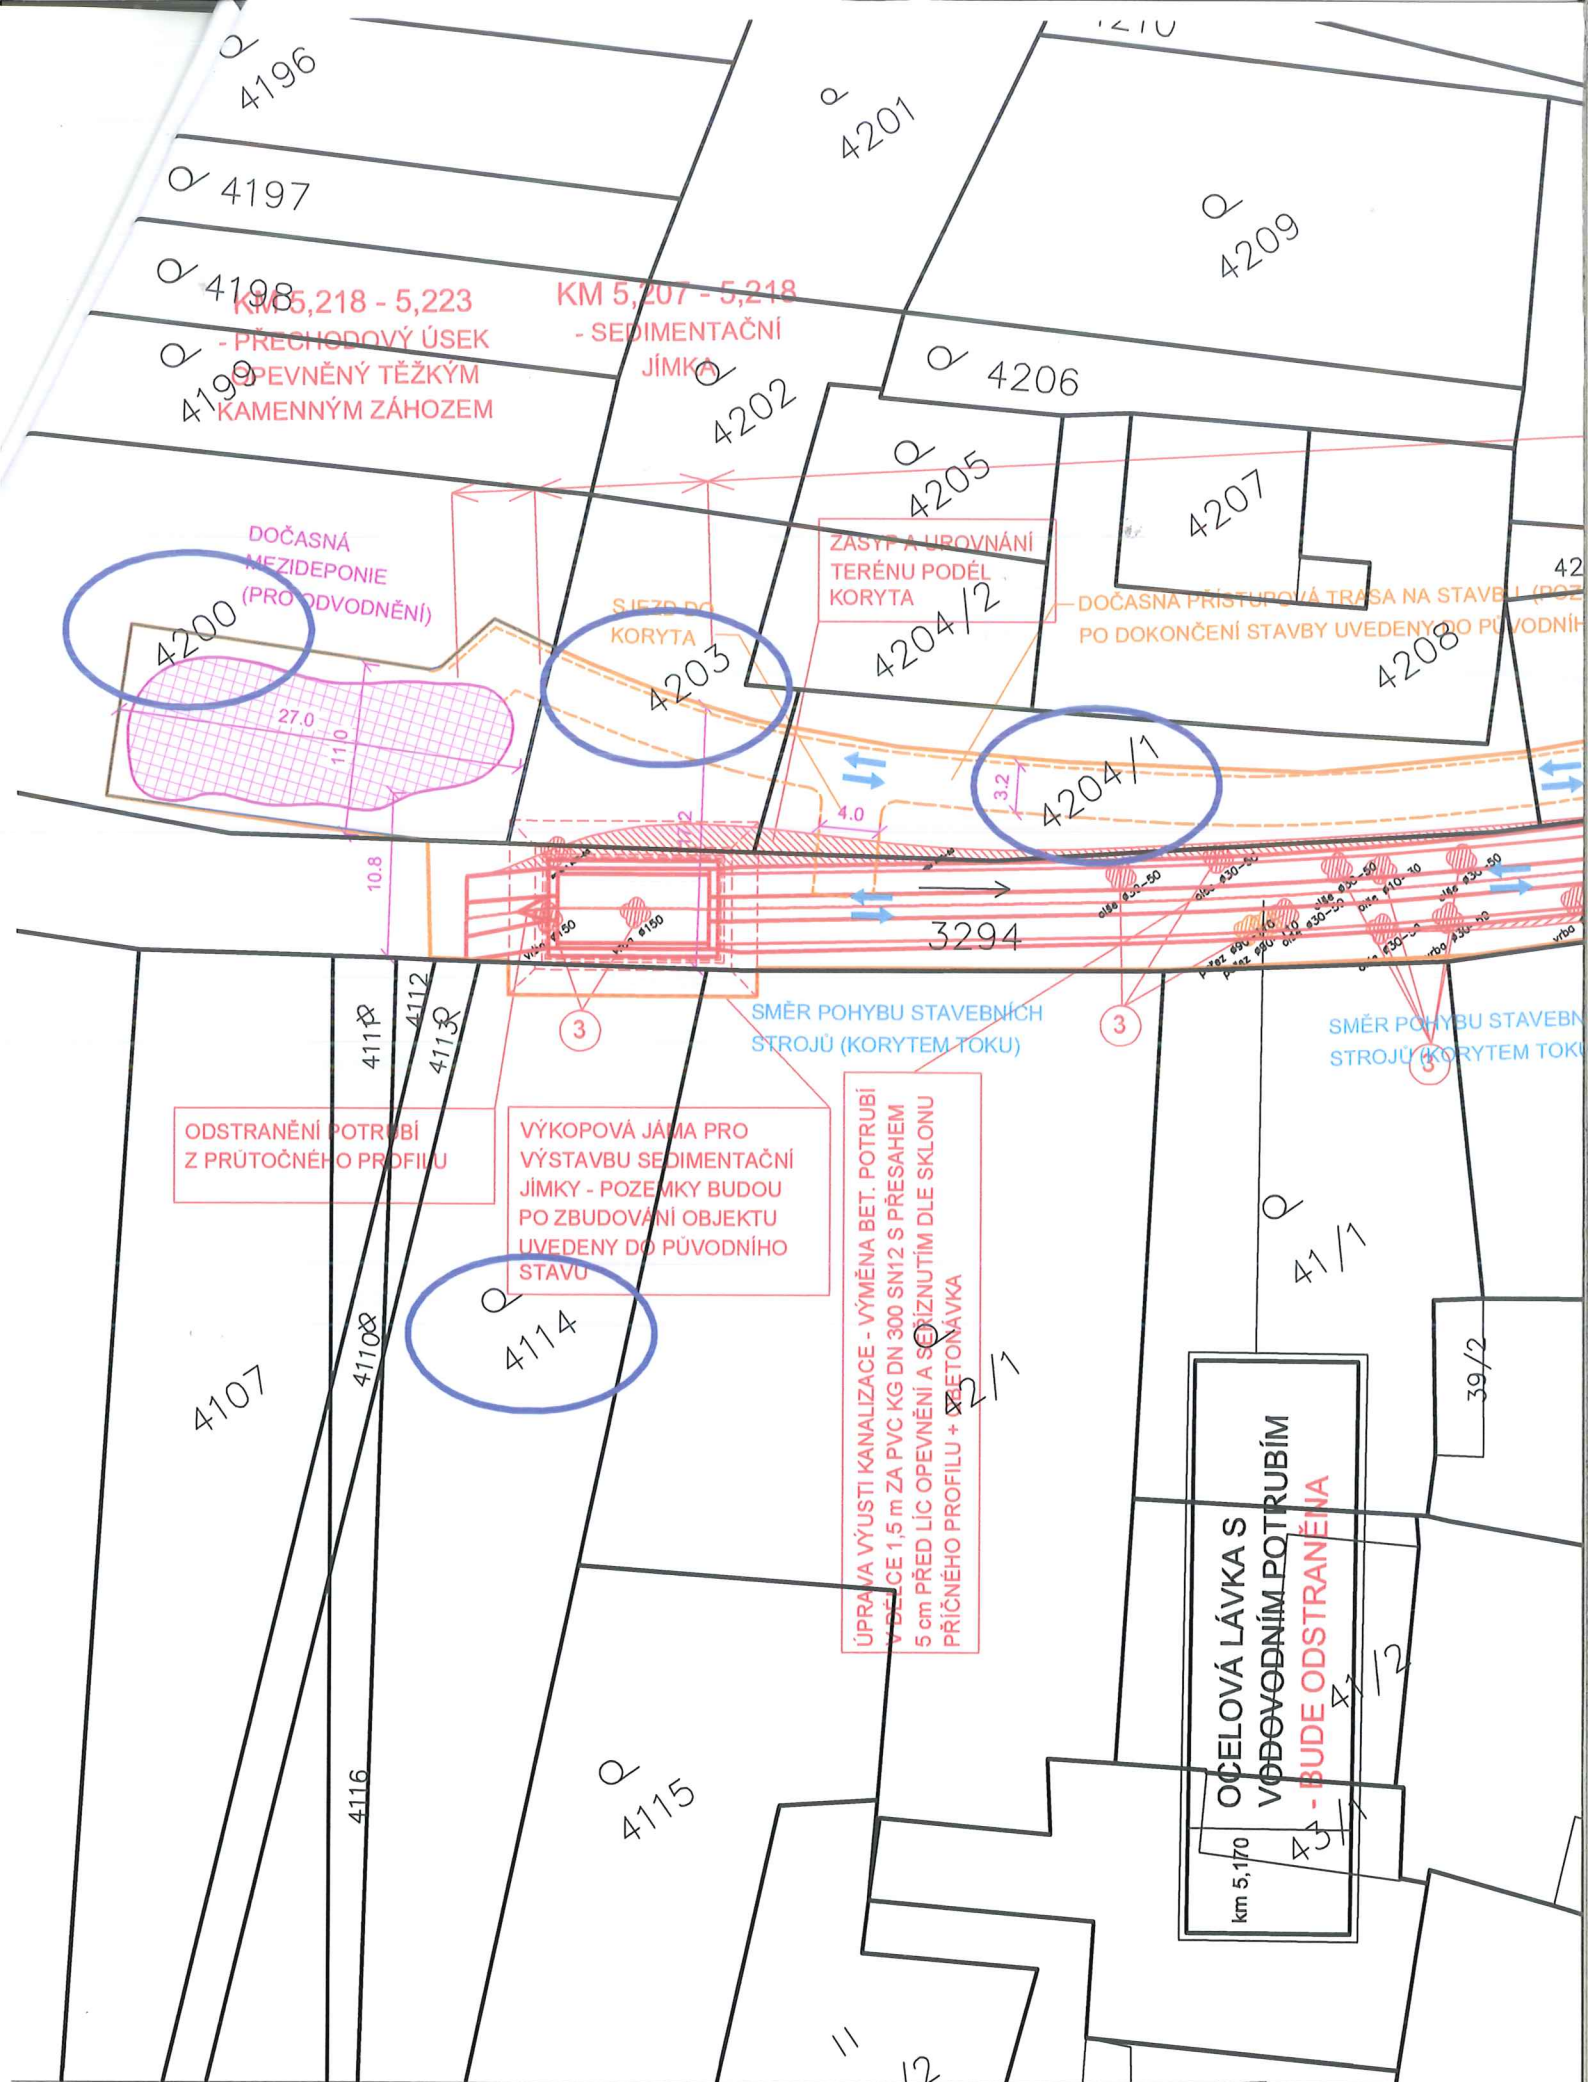 4196
4201
4197
4209
4198
KM 5,218 - 5,223
- PŘECHODOVÝ ÚSEK
OPEVNĚNÝ TĚŽKÝM
KAMENNÝM ZÁHOZEM
KM 5,207 - 5,218
- SEDIMENTAČNÍ
JÍMKA
4199
4202
4206
4205
4207
DOČASNÁ
MEZIDEPONIE
(PRO ODVODNĚNÍ)
4200
SJEZD DO
KORYTA
4203
ZÁSYP A UROVNÁNÍ
TERÉNU PODÉL
KORYTA
4204/2
DOČASNÁ PŘÍSTUPOVÁ TRASA NA STAVBU (POZ
PO DOKONČENÍ STAVBY UVEDENY DO PŮVODNÍH
42
4208
27.0
11.0
4204/1
3.2
4.0
10.8
3294
3
3
3
SMĚR POHYBU STAVEBNÍCH
STROJŮ (KORYTEM TOKU)
SMĚR POHYBU STAVEBN
STROJŮ (KORYTEM TOKU
4111
4112
4113
ODSTRANĚNÍ POTRUBÍ
Z PRŮTOČNÉHO PROFILU
VÝKOPOVÁ JÁMA PRO
VÝSTAVBU SEDIMENTAČNÍ
JÍMKY - POZEMKY BUDOU
PO ZBUDOVÁNÍ OBJEKTU
UVEDENY DO PŮVODNÍHO
STAVU
ÚPRAVA VÝUSTI KANALIZACE - VÝMĚNA BET. POTRUBÍ
V DÉLCE 1,5 m ZA PVC KG DN 300 SN12 S PŘESAHEM
5 cm PŘED LÍC OPEVNĚNÍ A SEŘÍZNUTÍM DLE SKLONU
PŘÍČNÉHO PROFILU + OBETONÁVKA
41/1
4114
4110
4107
42/1
39/2
OCELOVÁ LÁVKA S
VODOVODNÍM POTRUBÍM
- BUDE ODSTRANĚNA
km 5,170
41/2
43/1
4116
4115